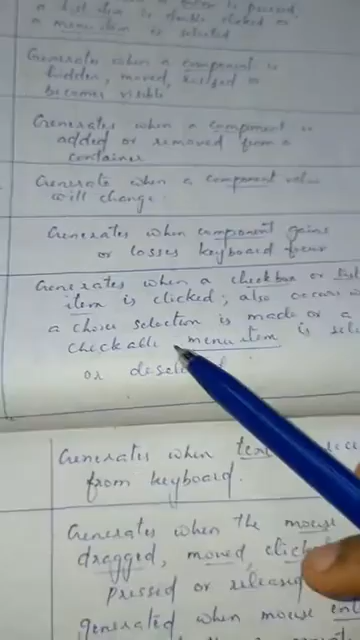 a list item is double clicked or
a menu item is selected
Generates when a component is
hidden, moved, resized or
becomes visible
Generates when a component is
added or removed from a
container
Generate when a component value
will change
Generates when component gains
or losses keyboard focus
Generates when a checkbox or list
item is clicked; also occurs
a choice selection is made or a
checkable menu item is
or
Generates when
from keyboard.
Generates when the mouse
dragged, moved,
pressed or released
generated when mouse